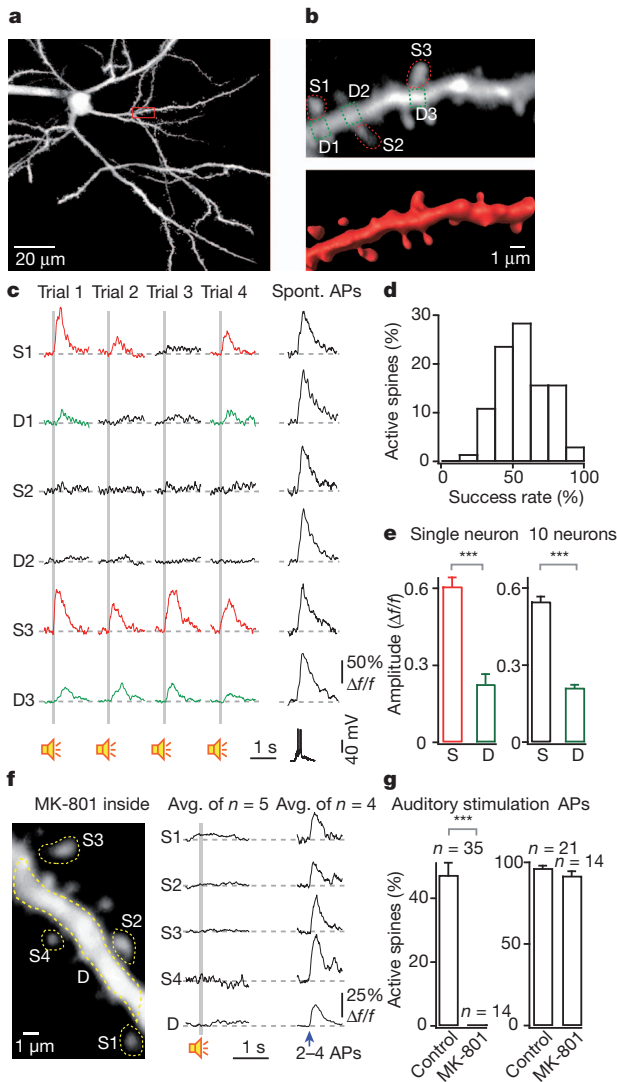 a
20 µm
b
S1
D1
D2
S2
S3
D3
1 µm
c
Trial 1 Trial 2 Trial 3 Trial 4 Spont. APs
S1
D1
S2
D2
S3
D3
50%
Δf/f
1 s
40 mV
d
Active spines (%)
30
20
10
0
0 50 100
Success rate (%)
e Single neuron 10 neurons
*** ***
Amplitude (Δf/f)
0.6
0.3
0
S D
0.6
0.3
0
S D
f MK-801 inside
S3
S2
S4
D
S1
1 µm
Avg. of n = 5 Avg. of n = 4
S1
S2
S3
S4
D
25%
Δf/f
1 s
2–4 APs
g Auditory stimulation APs
***
n = 35
n = 14
Active spines (%)
40
20
0
Control
MK-801
n = 21
n = 14
100
50
0
Control
MK-801